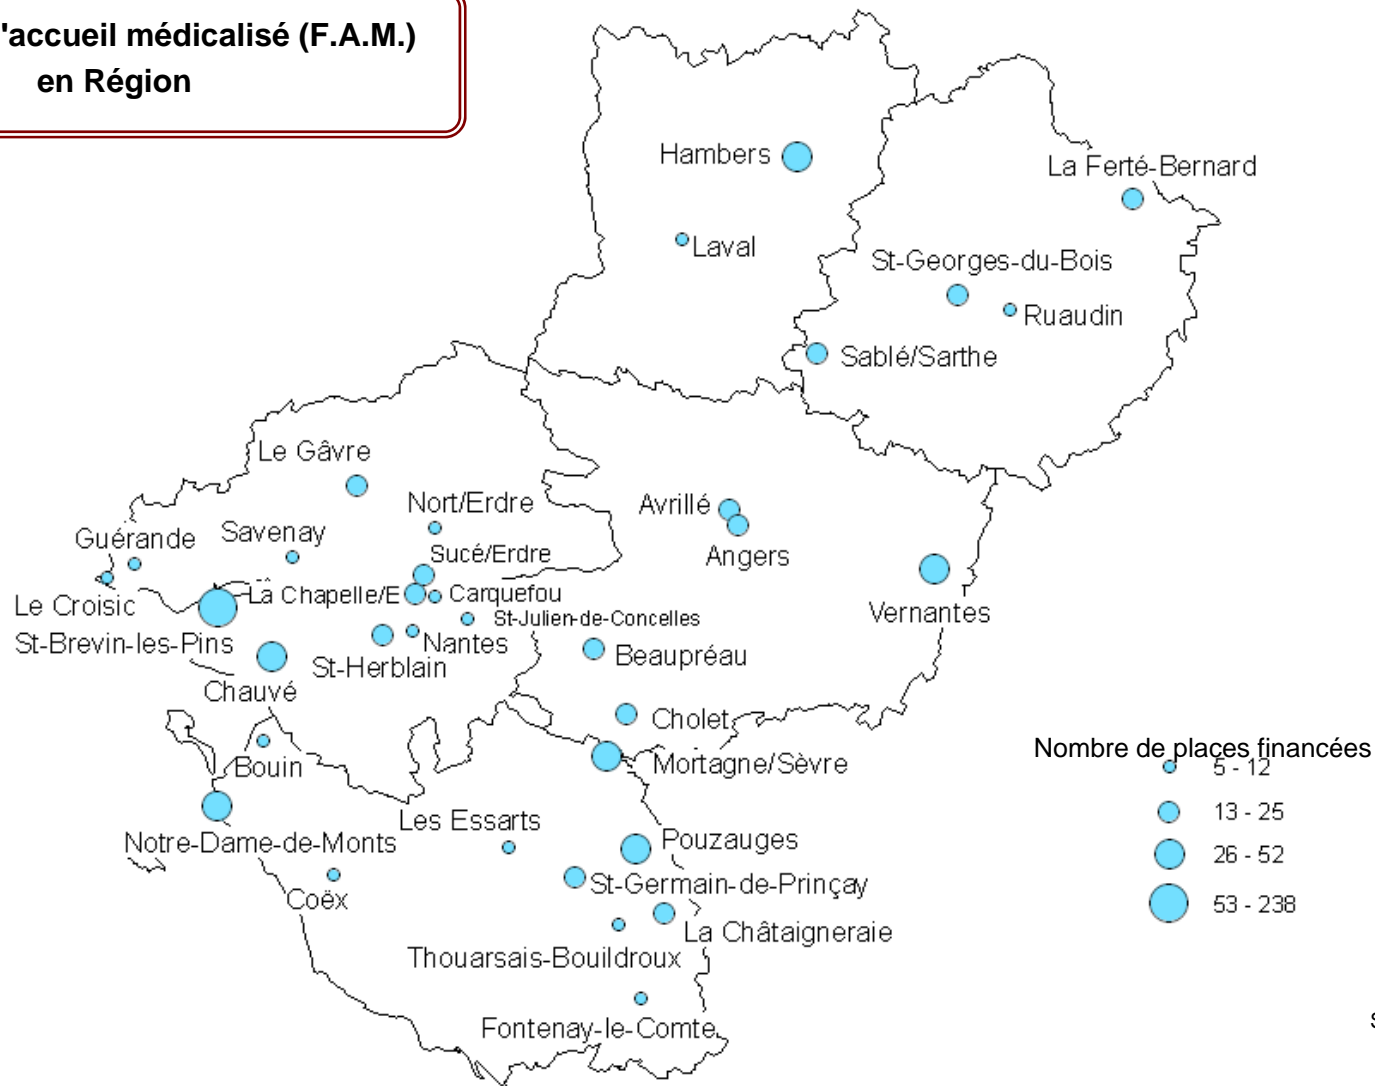 'accueil médicalisé (F.A.M.)
en Région
Hambers
La Ferté-Bernard
Laval
St-Georges-du-Bois
Ruaudin
Sablé/Sarthe
Le Gâvre
Nort/Erdre
Avrillé
Savenay
Guérande
Sucé/Erdre
Angers
La Chapelle/E
Carquefou
Le Croisic
St-Julien-de-Concelles
Vernantes
St-Brevin-les-Pins
Nantes
St-Herblain
Beaupréau
Chauvé
Cholet
Nombre de places financées
Bouin
Mortagne/Sèvre
5 - 12
13 - 25
Les Essarts
Notre-Dame-de-Monts
Pouzauges
26 - 52
St-Germain-de-Prinçay
Coëx
53 - 238
La Châtaigneraie
Thouarsais-Bouildroux
Fontenay-le-Comte